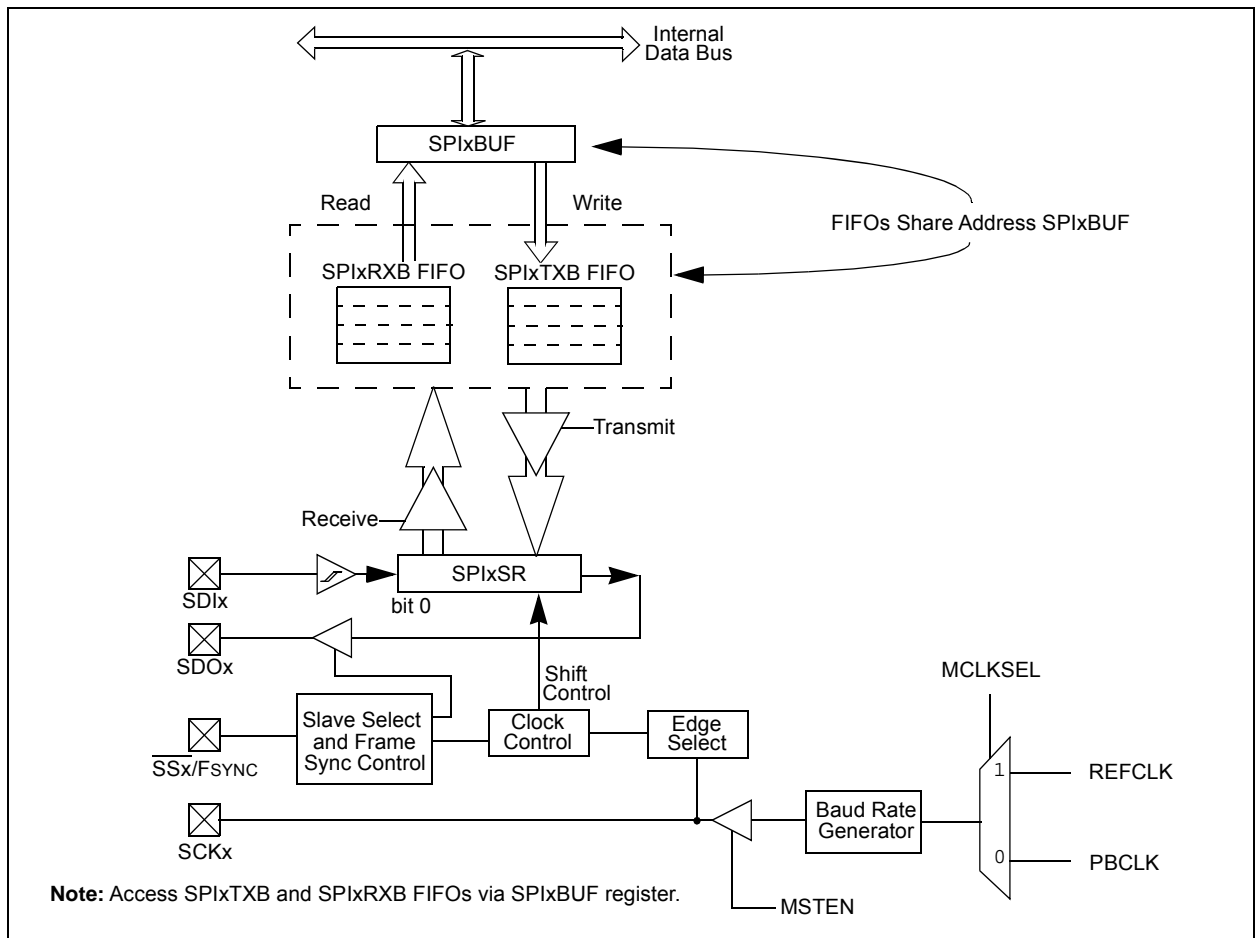 Internal
Data Bus
SPIxBUF
Read
Write
FIFOs Share Address SPIxBUF
SPIxRXB FIFO
SPIxTXB FIFO
Transmit
Receive
SDIx
SPIxSR
bit 0
SDOx
Shift
Control
MCLKSEL
Slave Select
and Frame
Sync Control
Clock
Control
Edge
Select
SSx/FSYNC
1
REFCLK
Baud Rate
Generator
SCKx
0
PBCLK
Note: Access SPIxTXB and SPIxRXB FIFOs via SPIxBUF register.
MSTEN